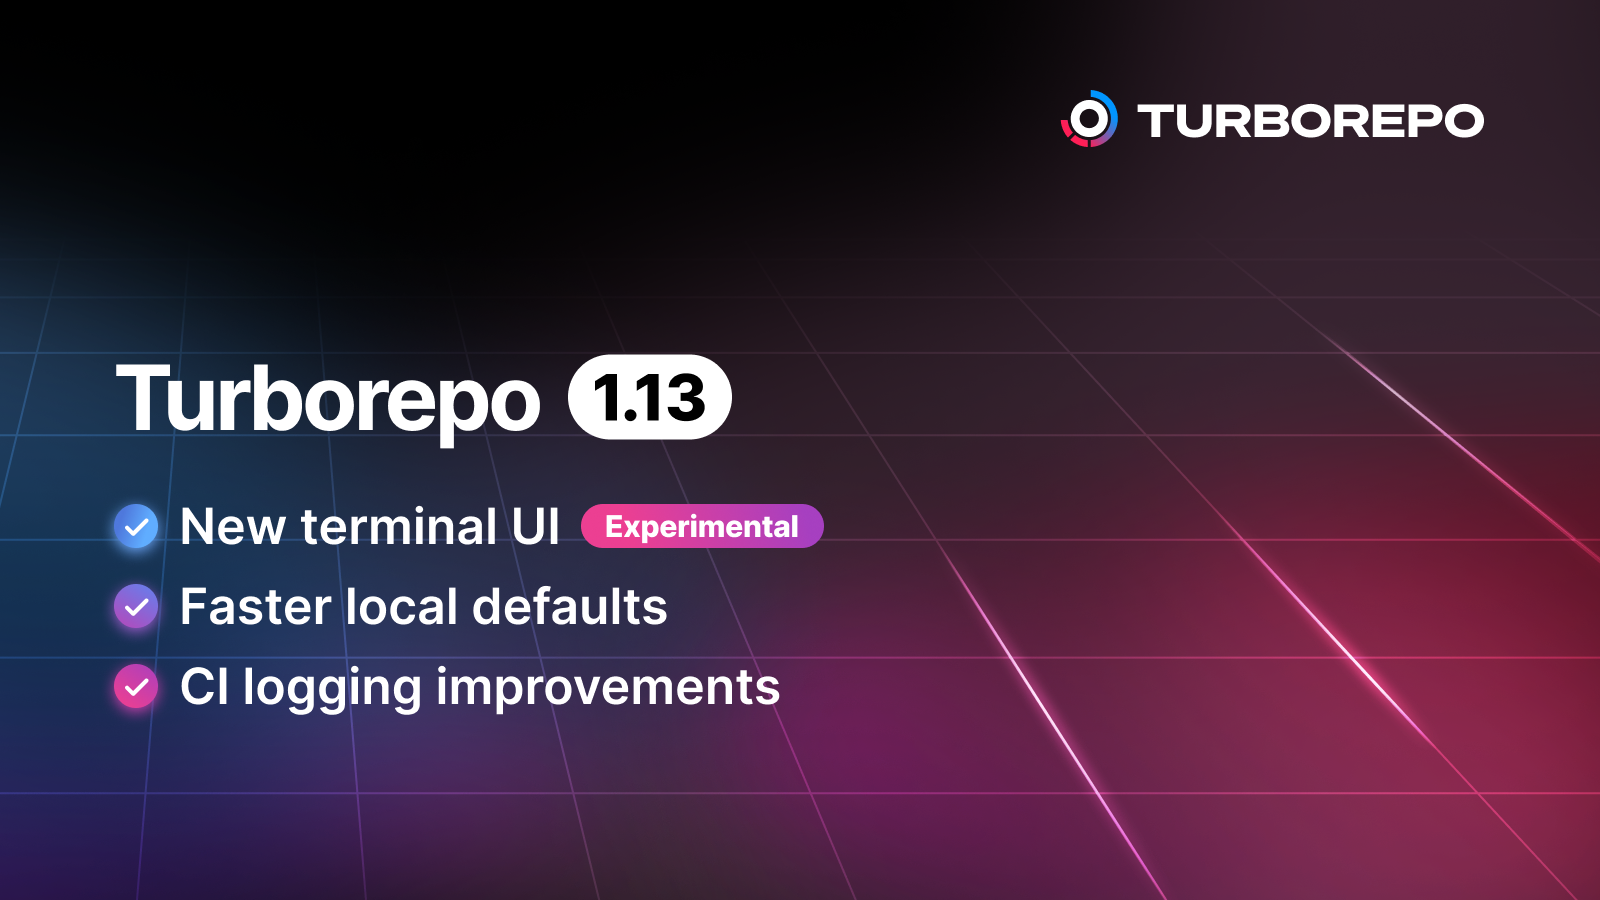 TURBOREPO
Turborepo 1.13
New terminal UI Experimental
Faster local defaults
CI logging improvements